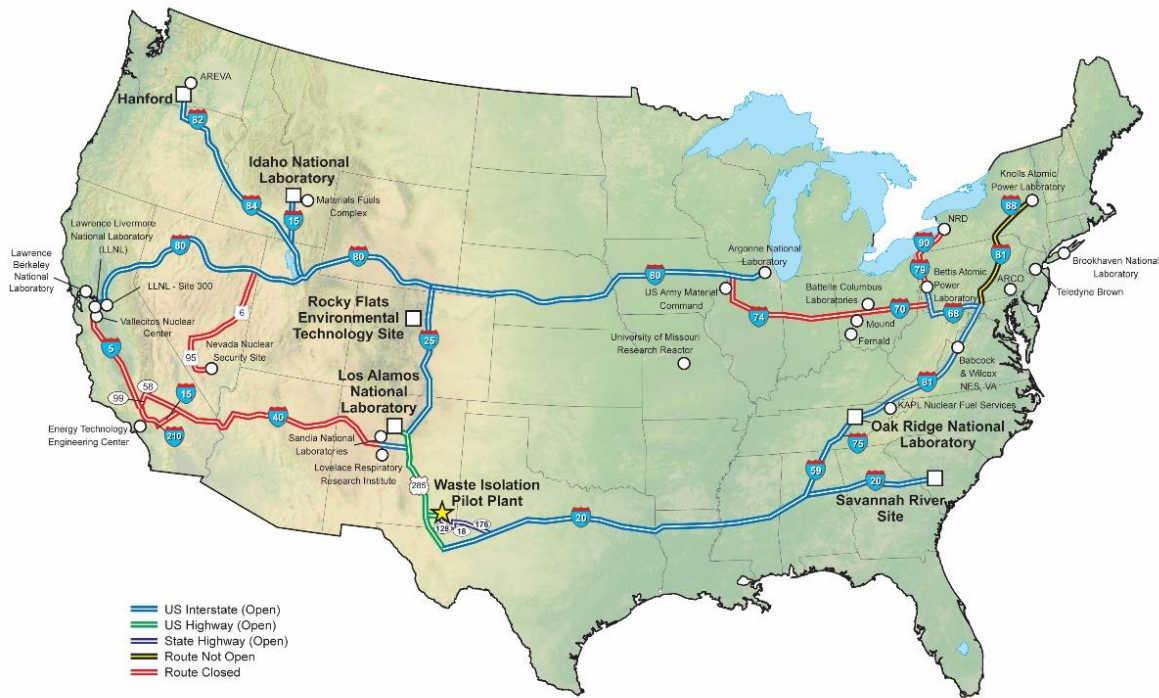 AREVA
Hanford
82
Idaho National
Laboratory
Materials Fuels
Complex
15
84
Lawrence Livermore
National Laboratory
(LLNL)
80
Lawrence
Berkeley
National
Laboratory
LLNL - Site 300
Vallecitos Nuclear
Center
80
6
95
Nevada Nuclear
Security Site
5
58
99
15
210
Energy Technology
Engineering Center
40
Rocky Flats
Environmental
Technology Site
25
Los Alamos
National
Laboratory
Sandia National
Laboratories
Lovelace Respiratory
Research Institute
285
Waste Isolation
Pilot Plant
128
18
176
20
80
Argonne National
Laboratory
US Army Material
Command
74
University of Missouri
Research Reactor
Battelle Columbus
Laboratories
Mound
Fernald
70
Knolls Atomic
Power Laboratory
88
NRD
90
79
81
Bettis Atomic
Power
Laboratory
68
ARCO
Brookhaven National
Laboratory
Teledyne Brown
Babcock
& Wilcox
NES, VA
81
KAPL Nuclear Fuel Services
Oak Ridge National
Laboratory
75
59
20
Savannah River
Site
US Interstate (Open)
US Highway (Open)
State Highway (Open)
Route Not Open
Route Closed